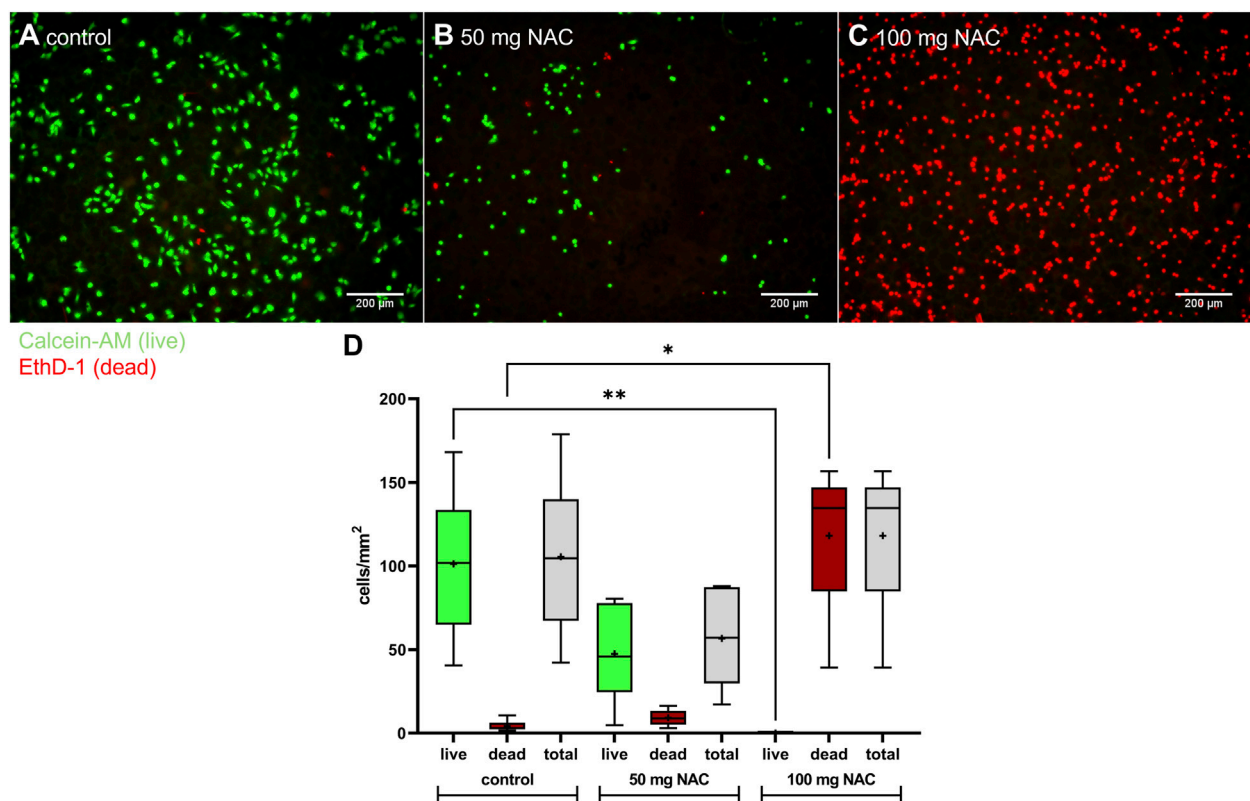 A control
B 50 mg NAC
C 100 mg NAC
200 µm
200 µm
200 µm
Calcein-AM (live)
EthD-1 (dead)
D
*
**
cells/mm²
200
150
100
50
0
live dead total live dead total live dead total
control 50 mg NAC 100 mg NAC